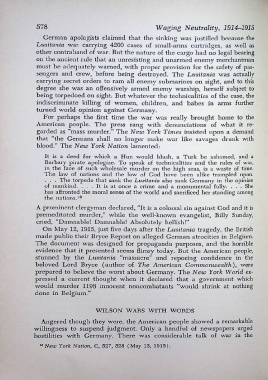 578 Waging Neutrality, 1914-1915
German apologists claimed that the sinking was justified because the
Lusitania was carrying 4200 cases of small-arms cartridges, as well as
other contraband of war. But the nature of the cargo had no legal bearing
on the ancient rule that an unresisting and unarmed enemy merchantman
must be adequately warned, with proper provision for the safety of pas-
sengers and crew, before being destroyed. The Lusitania was actually
carrying secret orders to ram all enemy submarines on sight, and to this
degree she was an offensively armed enemy warship, herself subject to
being torpedoed on sight. But whatever the technicalities of the case, the
indiscriminate killing of women, children, and babes in arms further
turned world opinion against Germany.
For perhaps the first time the war was really brought home to the
American people. The press rang with denunciations of what it re-
garded as "mass murder." The New York Times insisted upon a demand
that "the Germans shall no longer make war like savages drunk with
blood." The New York Nation lamented:
It is a deed for which a Hun would blush, a Turk be ashamed, and a
Barbary pirate apologize. To speak of technicalities and the rules of war,
in the face of such wholesale murder on the high seas, is a waste of time.
The law of nations and the law of God have been alike trampled upon.
. . . The torpedo that sank the Lusitania also sank Germany in the opinion
of mankind. . . . It is at once a crime and a monumental folly. . . . She
has affronted the moral sense of the world and sacrificed her standing among
the nations.
A prominent clergyman declared, "It is a colossal sin against God and it is
premeditated murder," while the well-known evangelist, Billy Sunday,
cried, "Damnable! Damnable! Absolutely hellish!"
On May 12, 1915, just five days after the Lusitania tragedy, the British
made public their Bryce Report on alleged German atrocities in Belgium.
The document was designed for propaganda purposes, and the horrible
evidence that it presented seems flimsy today. But the American people,
stunned by the Lusitania "massacre" and reposing confidence in the
beloved Lord Bryce (author of The American Commonwealth), were
prepared to believe the worst about Germany. The New York World ex-
pressed a current thought when it declared that a government which
would murder 1198 innocent noncombatants "would shrink at nothing
done in Belgium."
WILSON WARS WITH WORDS
Angered though they were, the American people showed a remarkable
willingness to suspend judgment. Only a handful of newspapers urged
hostilities with Germany. There was considerable talk of war in the
New York Nation, C, 527, 528 (May 13, 1915).